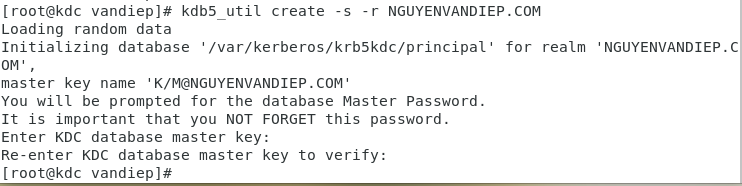 [root@kdc vandiep]# kdb5_util create -s -r NGUYENVANDIEP.COM
Loading random data
Initializing database '/var/kerberos/krb5kdc/principal' for realm 'NGUYENVANDIEP.C
OM',
master key name 'K/M@NGUYENVANDIEP.COM'
You will be prompted for the database Master Password.
It is important that you NOT FORGET this password.
Enter KDC database master key:
Re-enter KDC database master key to verify:
[root@kdc vandiep]#